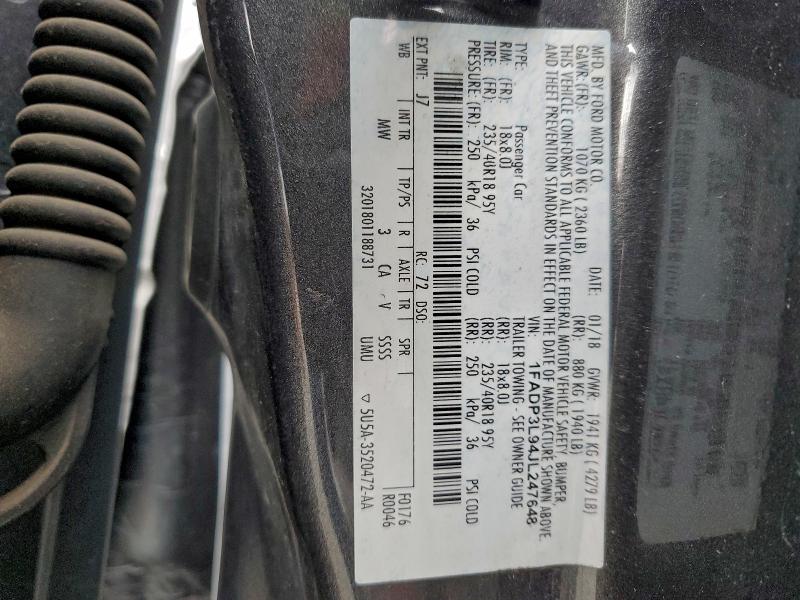 MFD. BY FORD MOTOR CO. DATE: 01/18 GVWR: 1941 KG (4279 LB)
GAWR:(FR): 1070 KG (2360 LB) (RR): 880 KG (1940 LB)
THIS VEHICLE CONFORMS TO ALL APPLICABLE FEDERAL MOTOR VEHICLE SAFETY, BUMPER
AND THEFT PREVENTION STANDARDS IN EFFECT ON THE DATE OF MANUFACTURE SHOWN ABOVE.
VIN: 1FADP3L94JL247648
TYPE: Passenger Car TRAILER TOWING - SEE OWNER GUIDE
RIM: (FR): 18x8.0J (RR): 18x8.0J
TIRE: (FR): 235/40R18 95Y (RR): 235/40R18 95Y
PRESSURE: (FR): 250 kPa/ 36 PSI COLD (RR): 250 kPa/ 36 PSI COLD
EXT PNT: J7 RC: 72 DSO: F0176
WB INT TR TP/PS R AXLE TR SPR R0046
MW 3 CA V SSSS
UMU
3201801188731 5U5A-3520472-AA